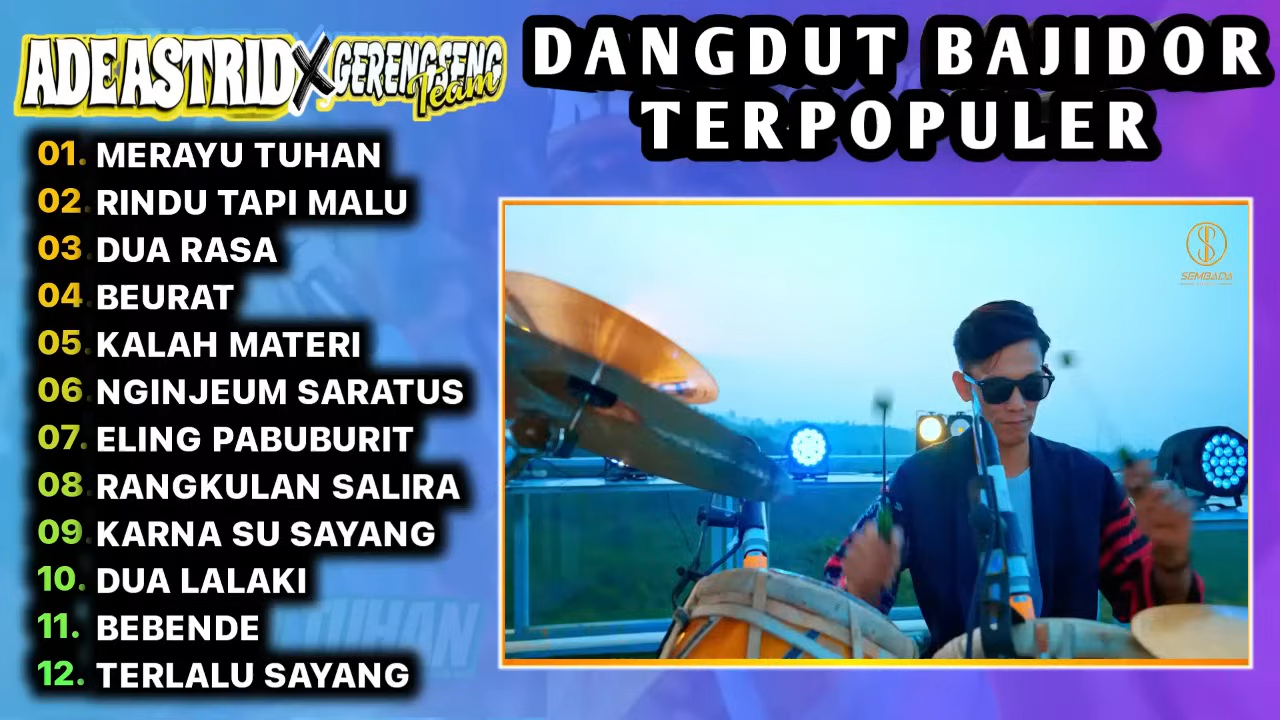 ADE ASTRID X GERENGSENG Team
DANGDUT BAJIDOR
TERPOPULER
01. MERAYU TUHAN
02. RINDU TAPI MALU
03. DUA RASA
04. BEURAT
05. KALAH MATERI
06. NGINJEUM SARATUS
07. ELING PABUBURIT
08. RANGKULAN SALIRA
09. KARNA SU SAYANG
10. DUA LALAKI
11. BEBENDE
12. TERLALU SAYANG
SEMBADA
TUHAN